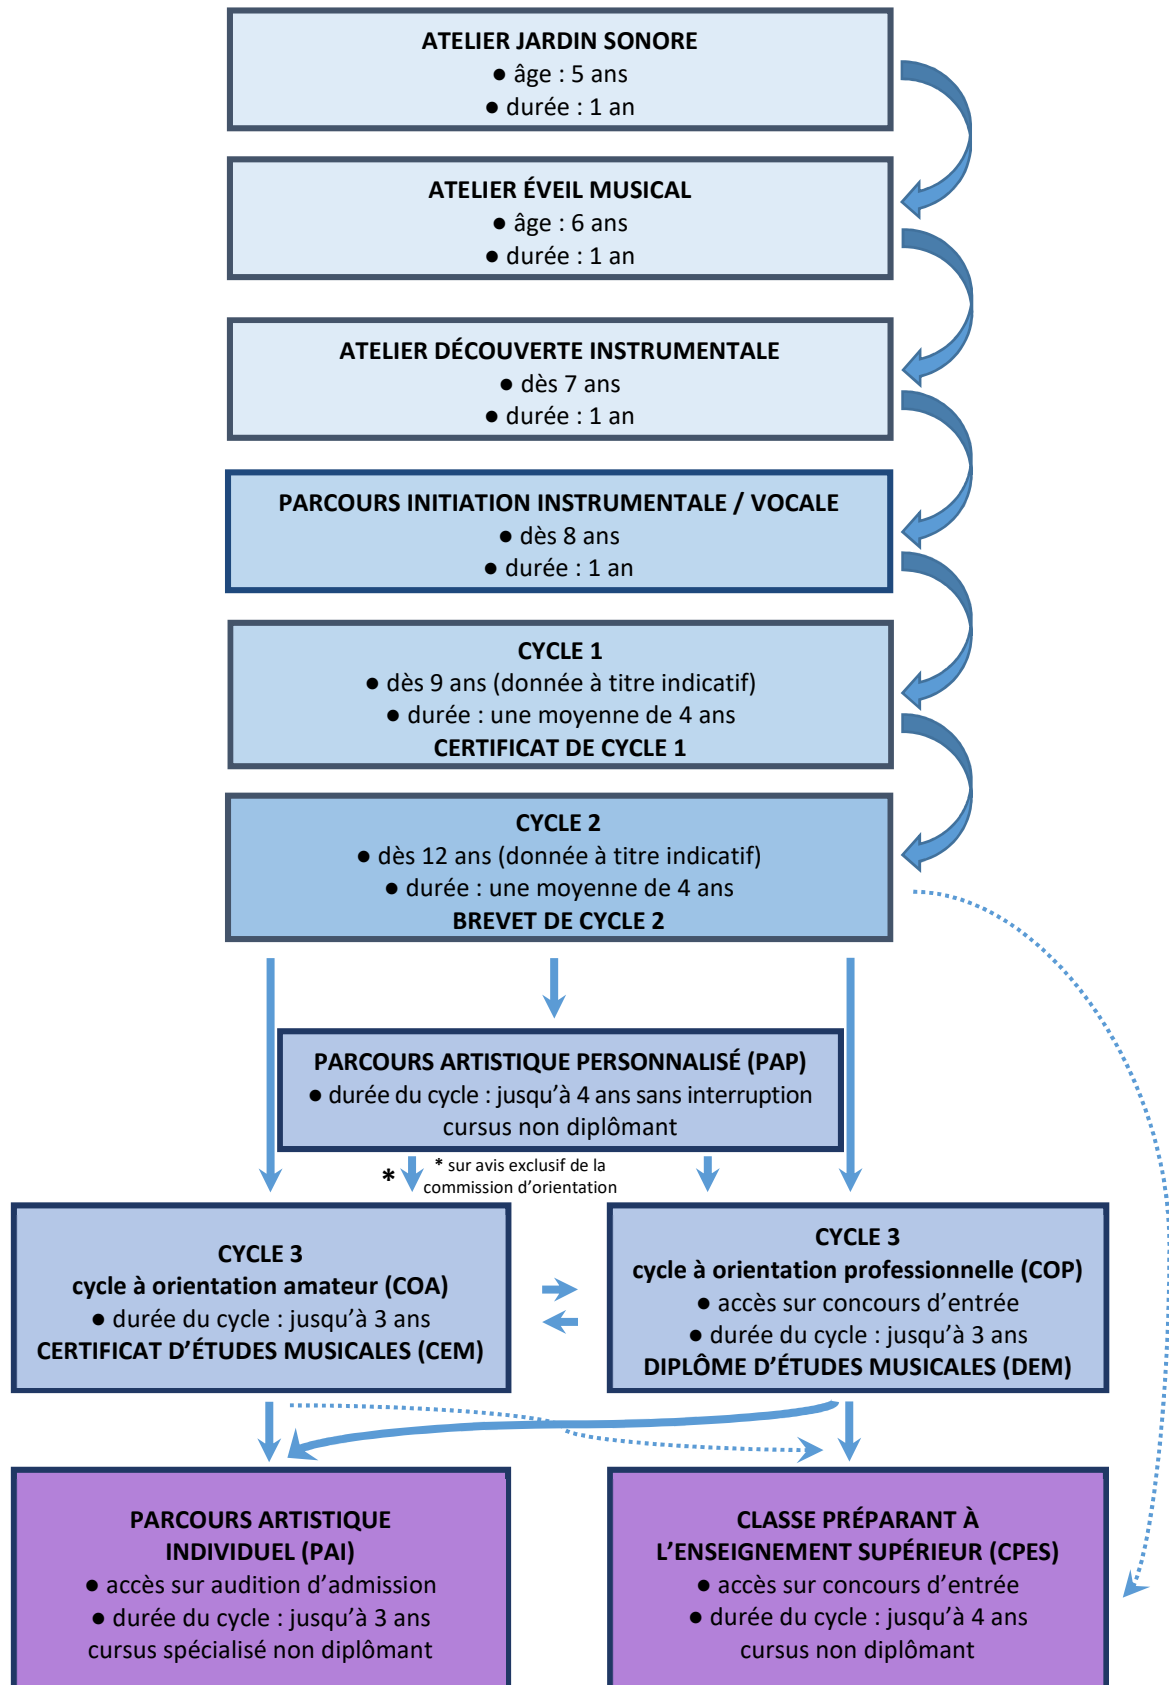 ATELIER JARDIN SONORE
● âge : 5 ans
● durée : 1 an
ATELIER ÉVEIL MUSICAL
● âge : 6 ans
● durée : 1 an
ATELIER DÉCOUVERTE INSTRUMENTALE
● dès 7 ans
● durée : 1 an
PARCOURS INITIATION INSTRUMENTALE / VOCALE
● dès 8 ans
● durée : 1 an
CYCLE 1
● dès 9 ans (donnée à titre indicatif)
● durée : une moyenne de 4 ans
CERTIFICAT DE CYCLE 1
CYCLE 2
● dès 12 ans (donnée à titre indicatif)
● durée : une moyenne de 4 ans
BREVET DE CYCLE 2
PARCOURS ARTISTIQUE PERSONNALISÉ (PAP)
● durée du cycle : jusqu'à 4 ans sans interruption
cursus non diplômant
*
* sur avis exclusif de la
commission d'orientation
CYCLE 3
cycle à orientation amateur (COA)
● durée du cycle : jusqu'à 3 ans
CERTIFICAT D'ÉTUDES MUSICALES (CEM)
CYCLE 3
cycle à orientation professionnelle (COP)
● accès sur concours d'entrée
● durée du cycle : jusqu'à 3 ans
DIPLÔME D'ÉTUDES MUSICALES (DEM)
PARCOURS ARTISTIQUE
INDIVIDUEL (PAI)
● accès sur audition d'admission
● durée du cycle : jusqu'à 3 ans
cursus spécialisé non diplômant
CLASSE PRÉPARANT À
L'ENSEIGNEMENT SUPÉRIEUR (CPES)
● accès sur concours d'entrée
● durée du cycle : jusqu'à 4 ans
cursus non diplômant